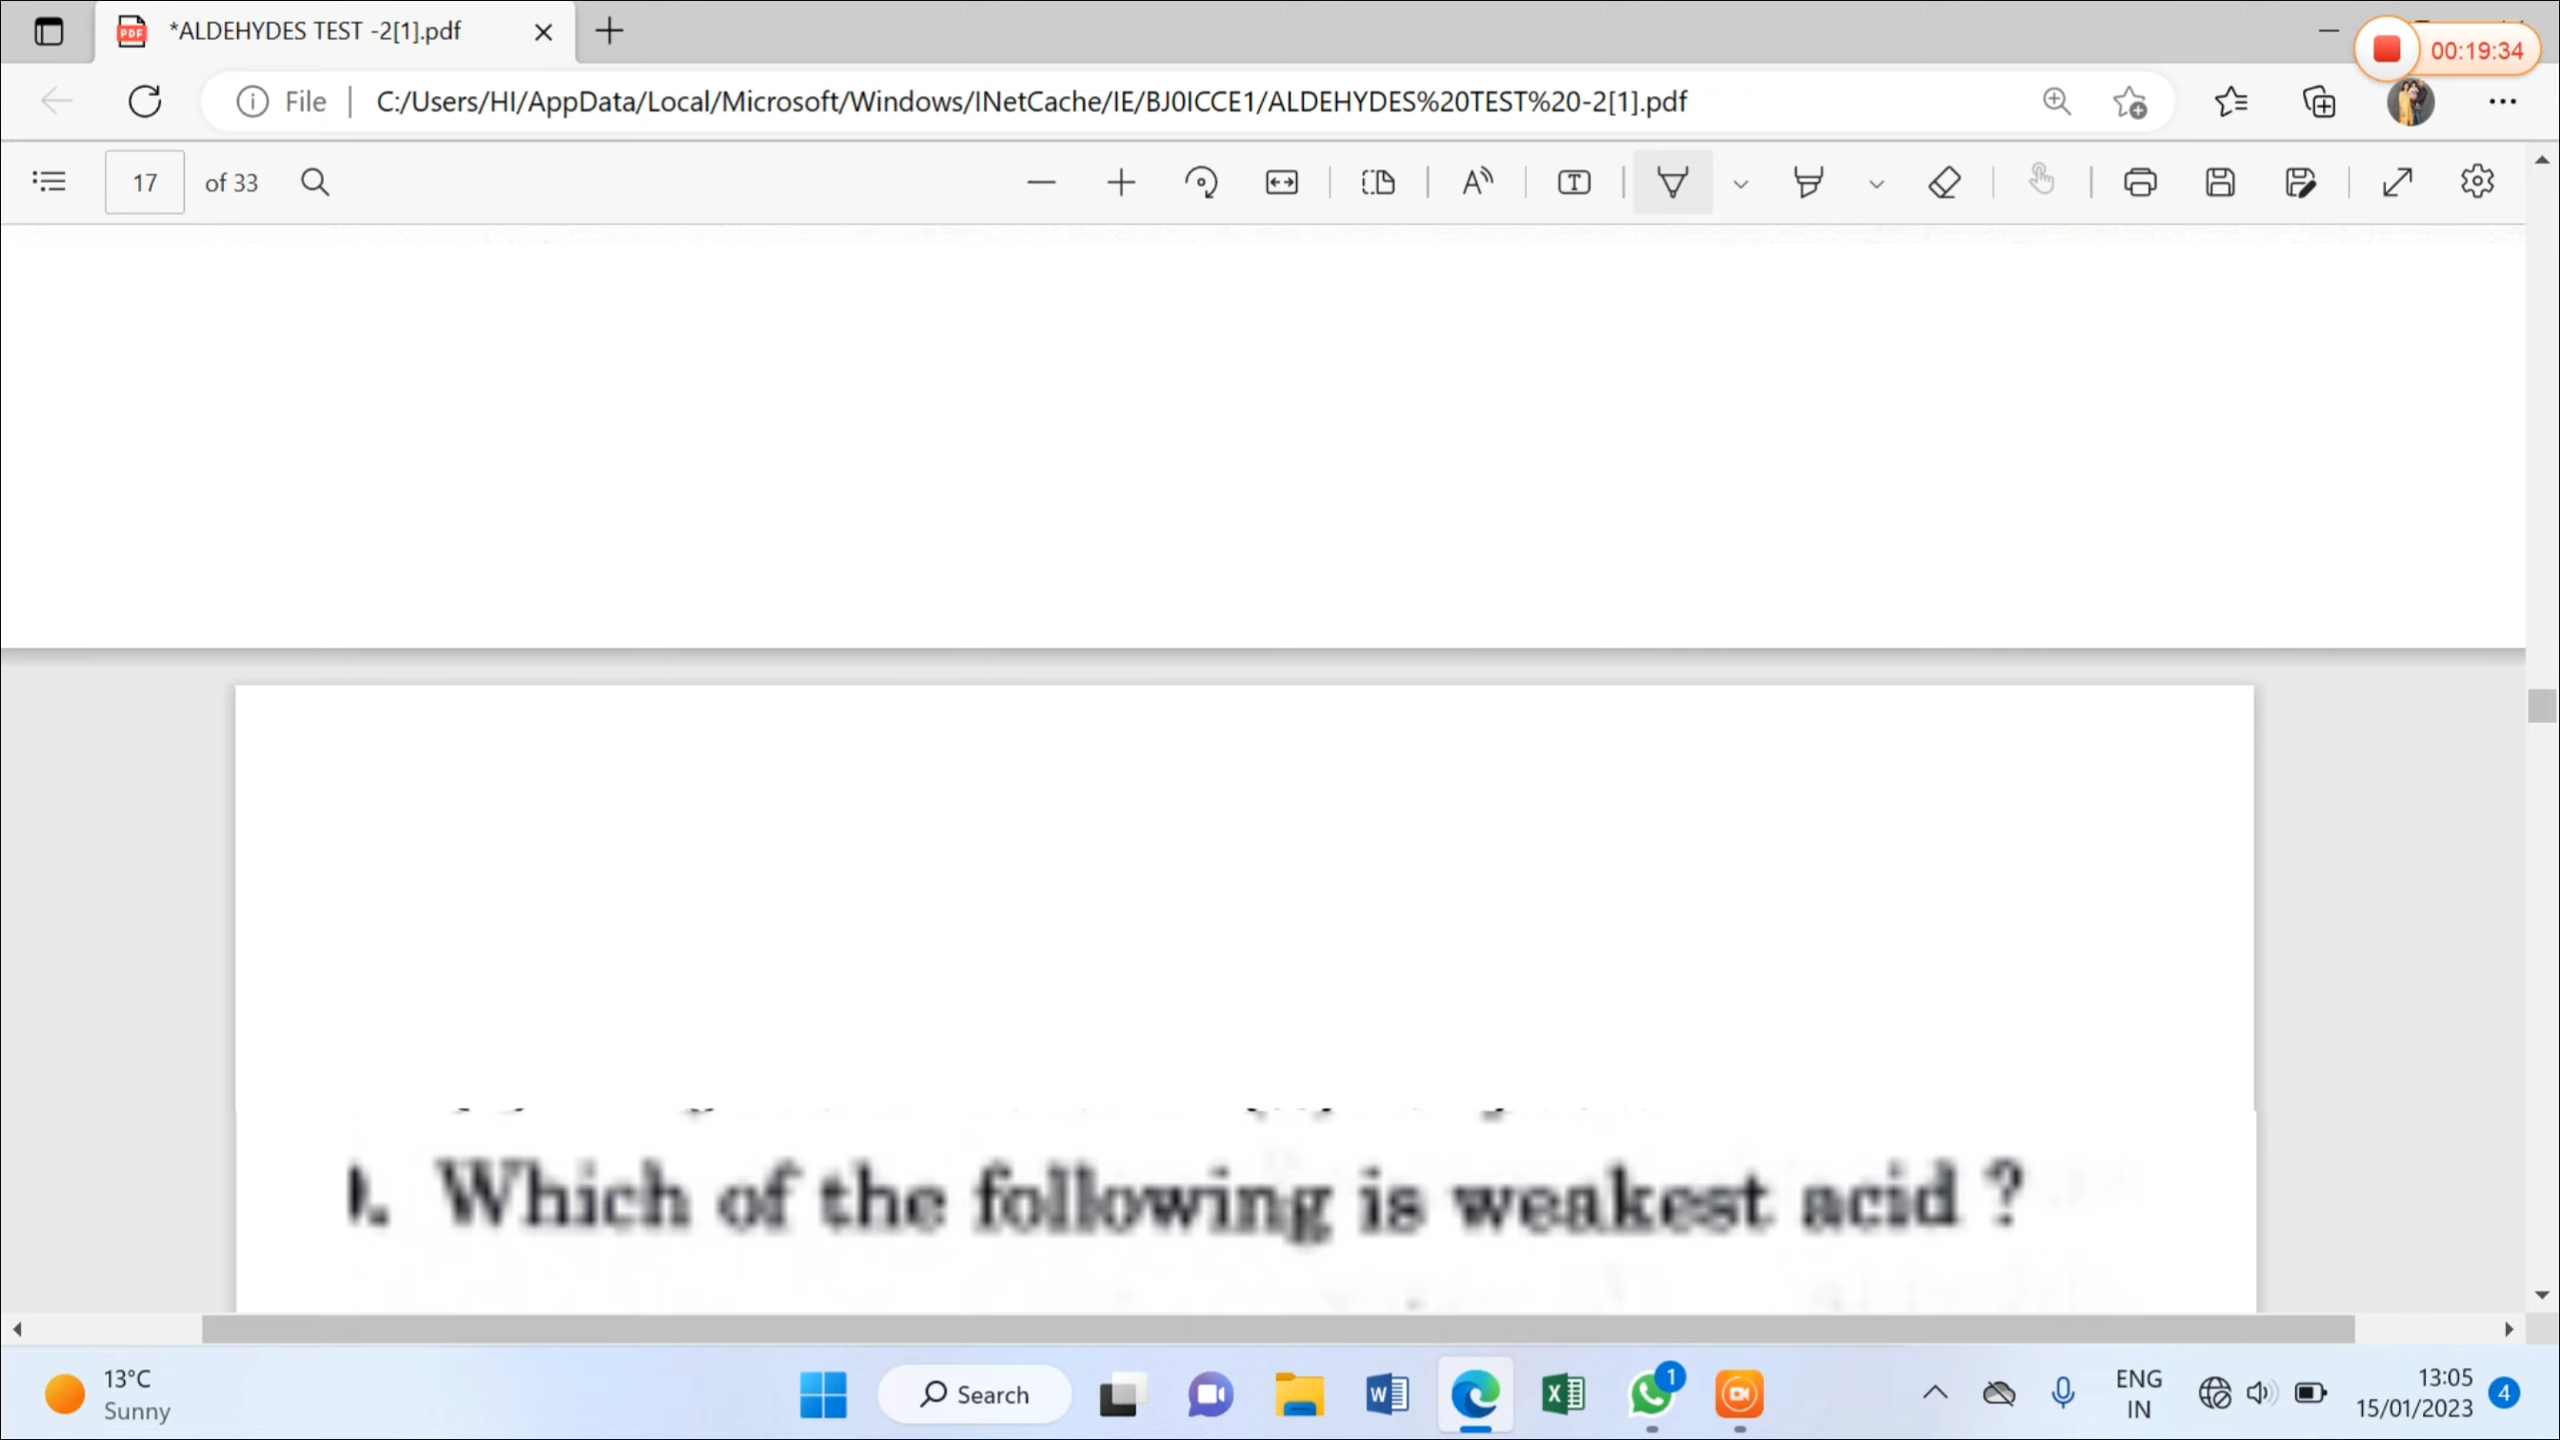 *ALDEHYDES TEST -2[1].pdf
00:19:34
File
C:/Users/HI/AppData/Local/Microsoft/Windows/INetCache/IE/BJ0ICCE1/ALDEHYDES%20TEST%20-2[1].pdf
17 of 33
Which of the following is weakest acid ?
13°C
Sunny
Search
1
ENG
IN
13:05
15/01/2023
4